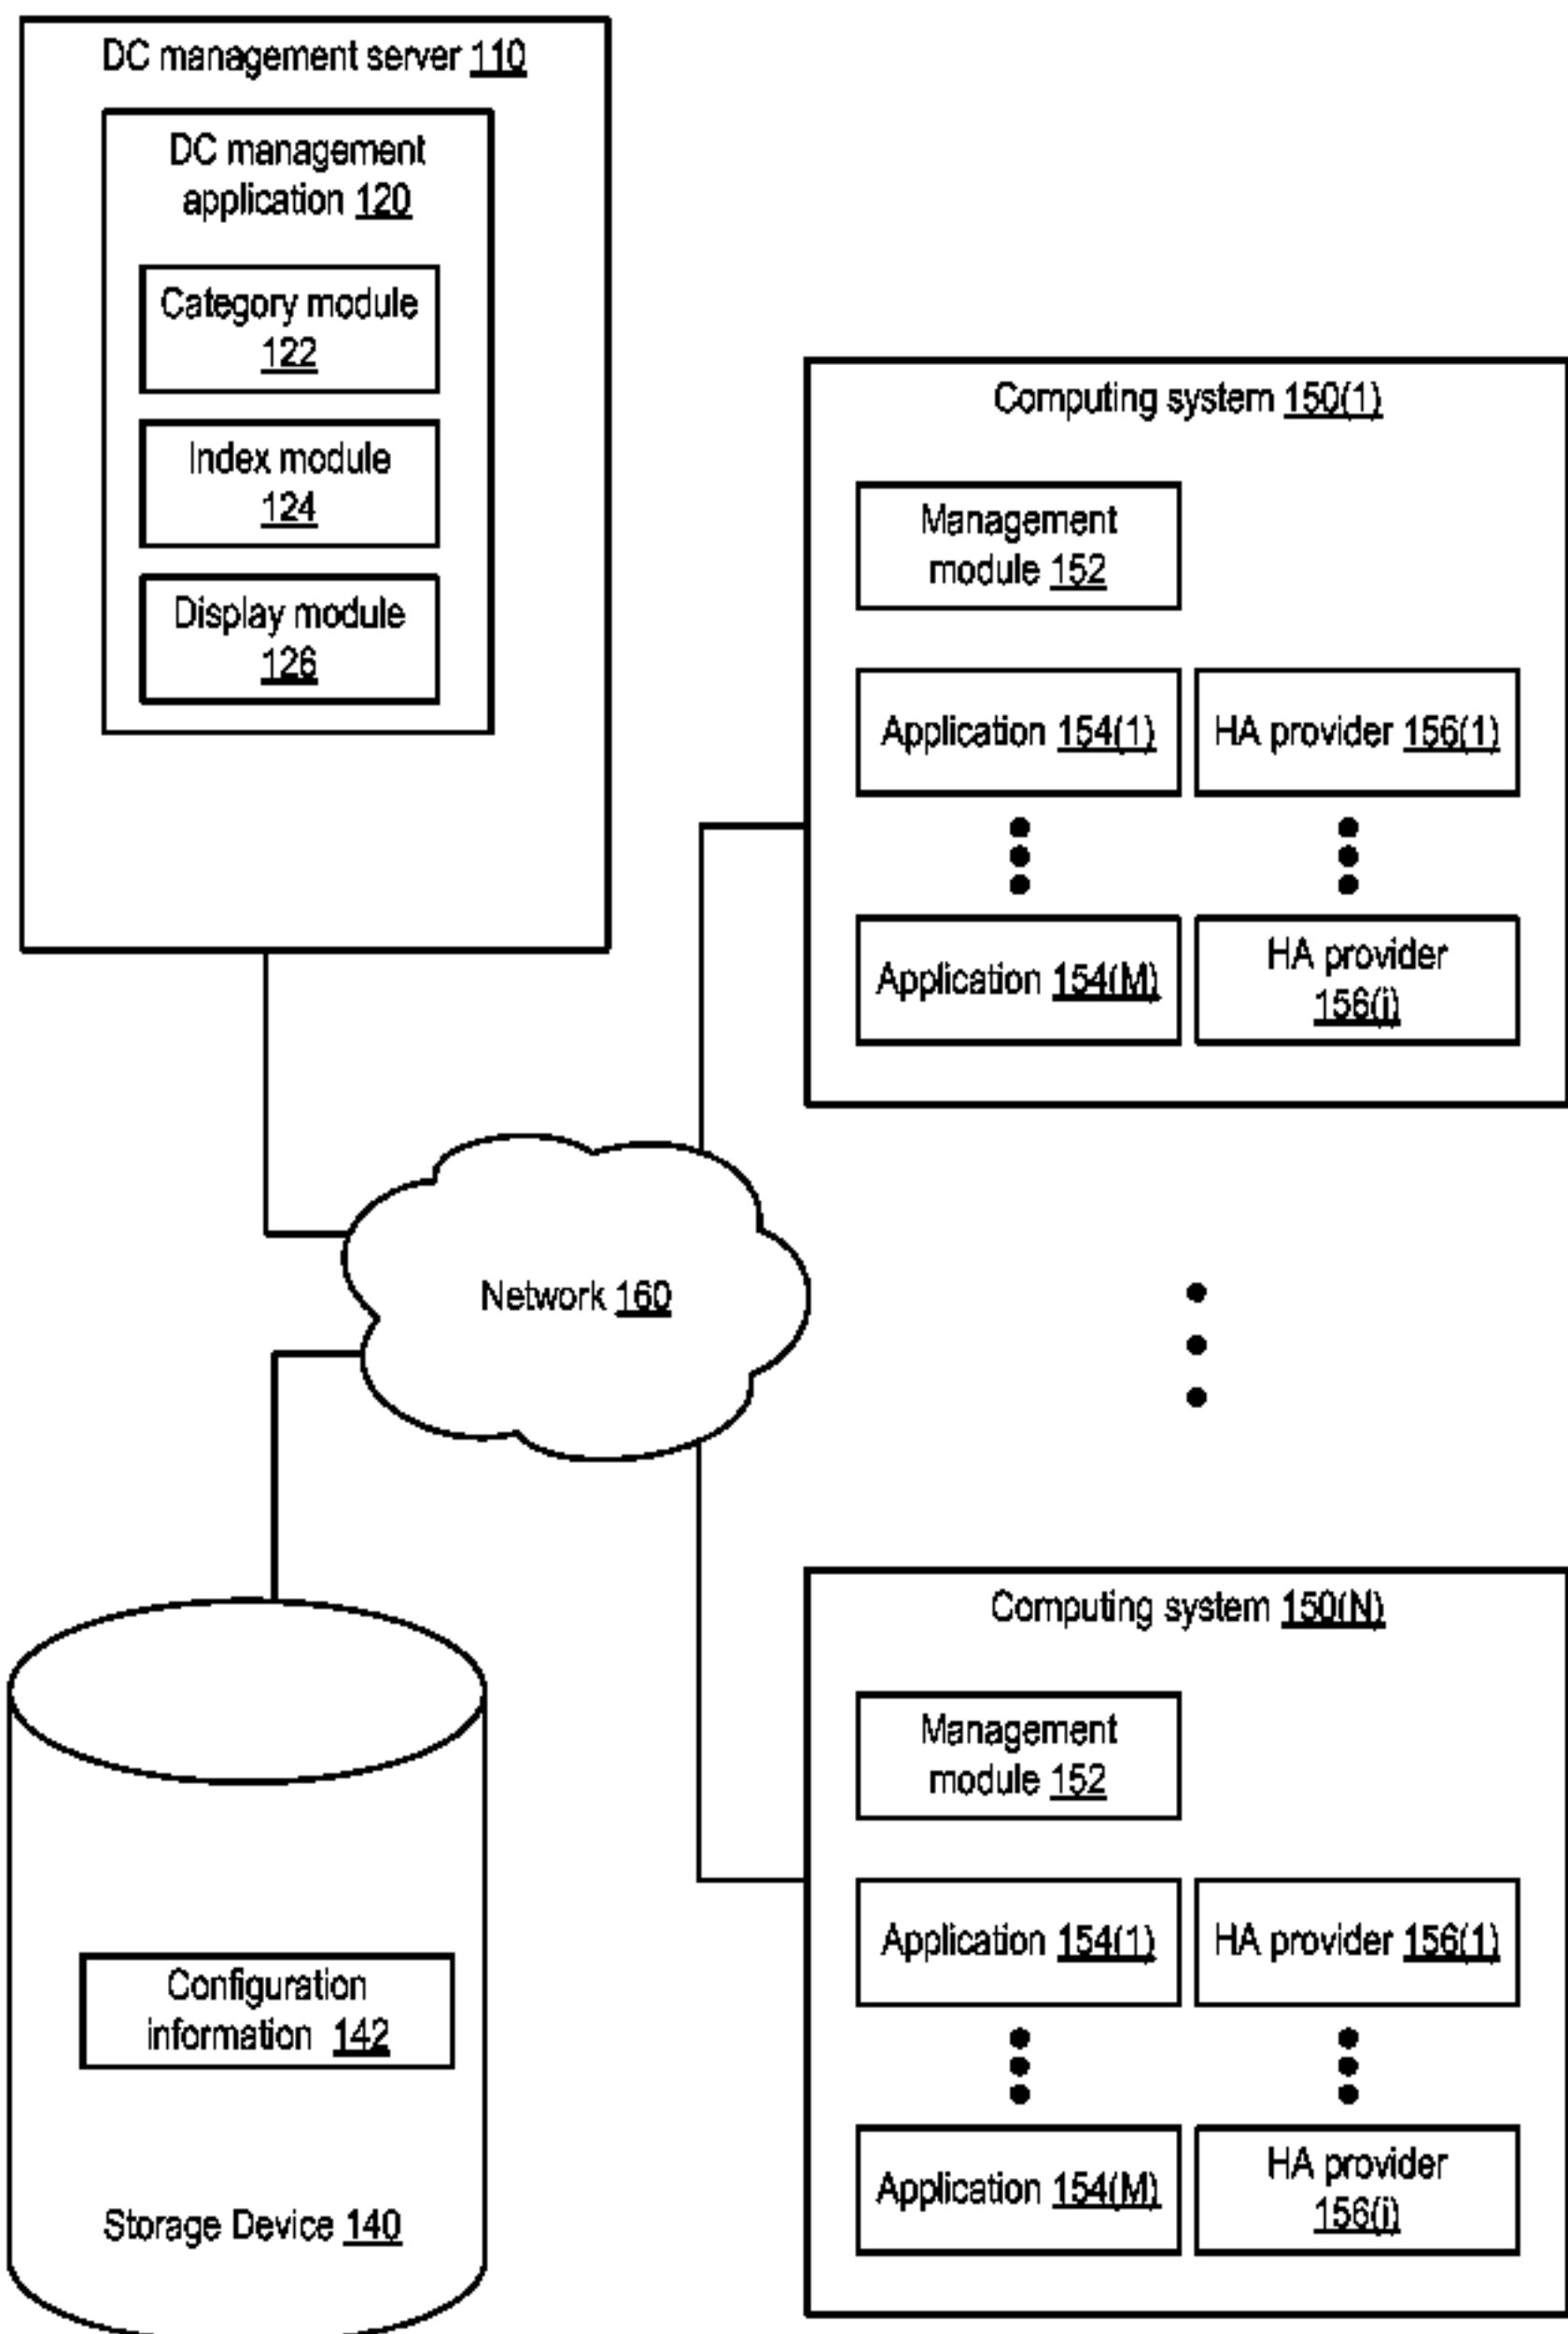 DC management server 110
DC management
application 120
Category module
122
Index module
124
Display module
126
Computing system 150(1)
Management
module 152
Application 154(1)
HA provider 156(1)
Application 154(M)
HA provider
156(j)
Network 160
Computing system 150(N)
Management
module 152
Application 154(1)
HA provider 156(1)
Application 154(M)
HA provider
156(j)
Configuration
information 142
Storage Device 140